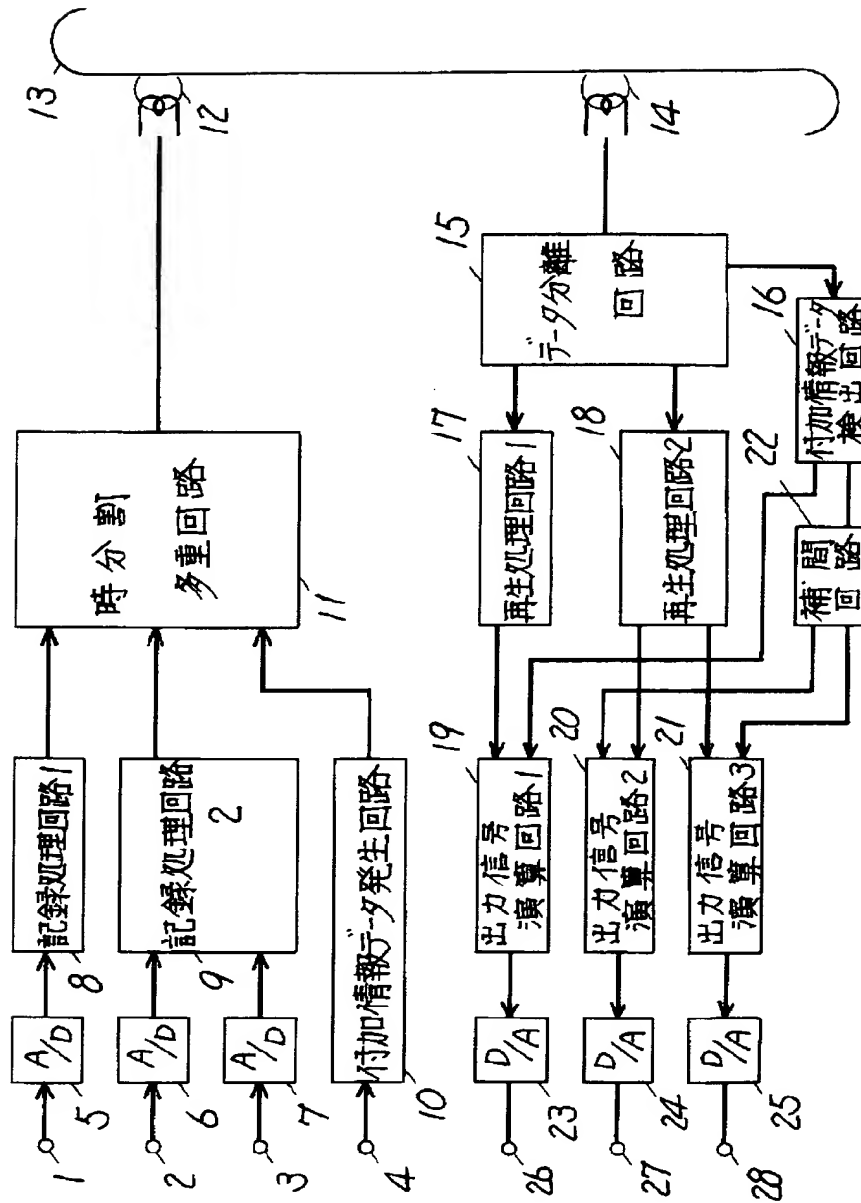 1
5
A/D
8
記録処理回路1
2
6
A/D
9
記録処理回路
2
3
7
A/D
4
10
付加情報データ発生回路
11
時分割
多重回路
12
13
14
15
データ分離
回路
16
付加情報データ
検出回路
17
再生処理回路1
18
再生処理回路2
22
補間
回路
19
出力信号
演算回路1
20
出力信号
演算回路2
21
出力信号
演算回路3
23
D/A
24
D/A
25
D/A
26
27
28